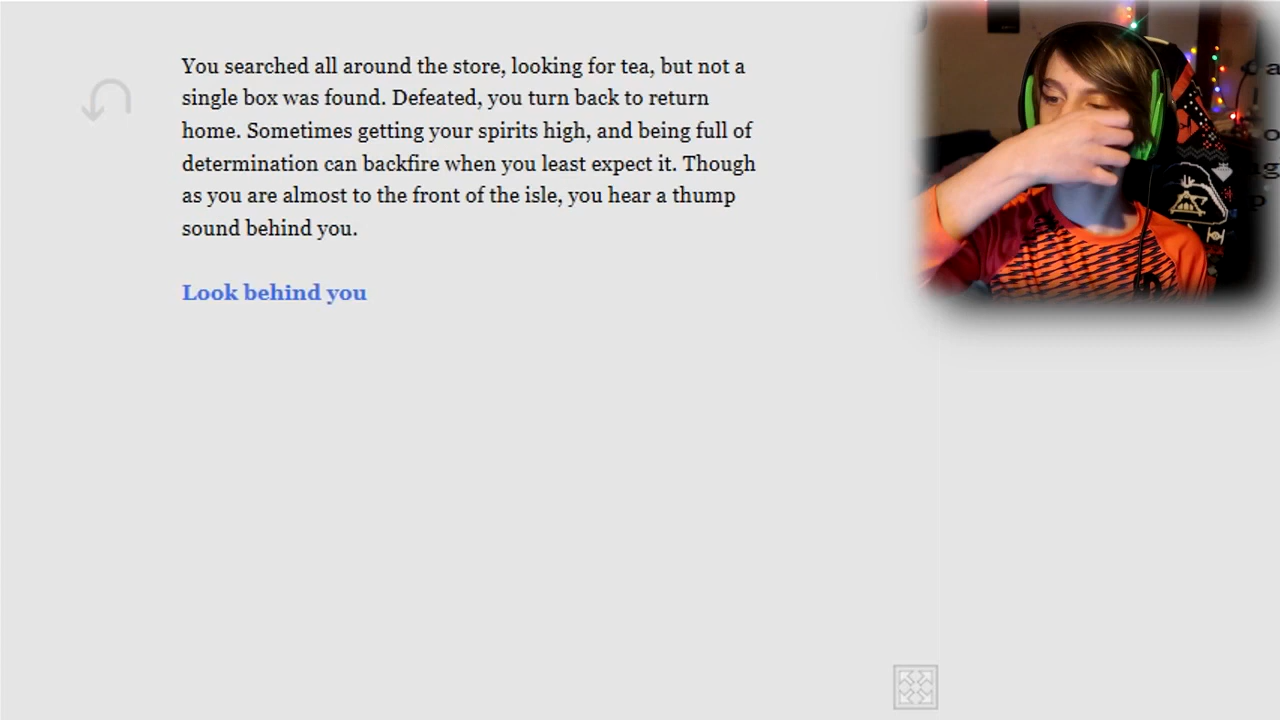 You searched all around the store, looking for tea, but not a
single box was found. Defeated, you turn back to return
home. Sometimes getting your spirits high, and being full of
determination can backfire when you least expect it. Though
as you are almost to the front of the isle, you hear a thump
sound behind you.
Look behind you